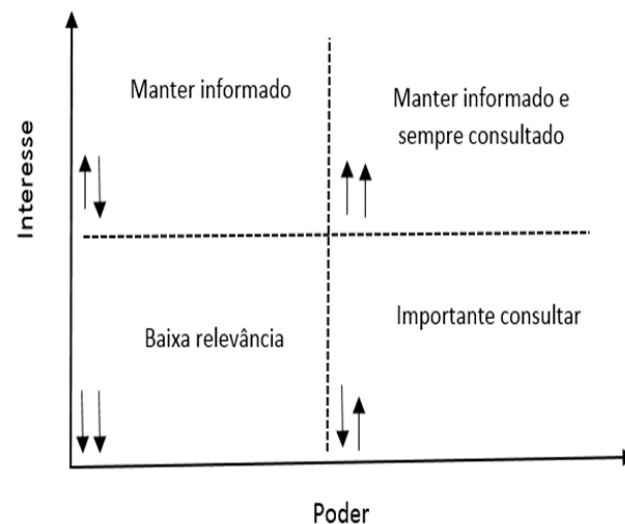 Manter informado
Manter informado e
sempre consultado
Interesse
Baixa relevância
Importante consultar
Poder